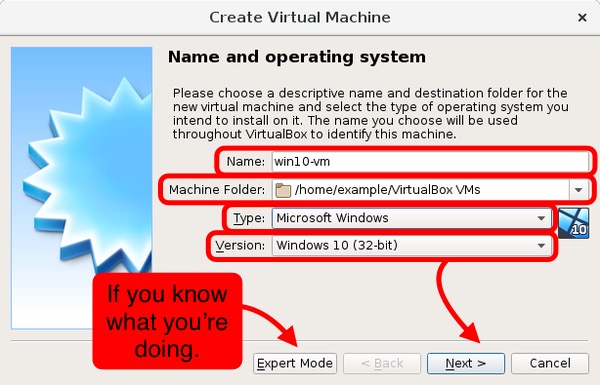 Create Virtual Machine
Name and operating system
Please choose a descriptive name and destination folder for the
new virtual machine and select the type of operating system you
intend to install on it. The name you choose will be used
throughout VirtualBox to identify this machine.
Name: win10-vm
Machine Folder: /home/example/VirtualBox VMs
Type: Microsoft Windows
10
Version: Windows 10 (32-bit)
If you know
what you’re
doing.
Expert Mode < Back Next > Cancel